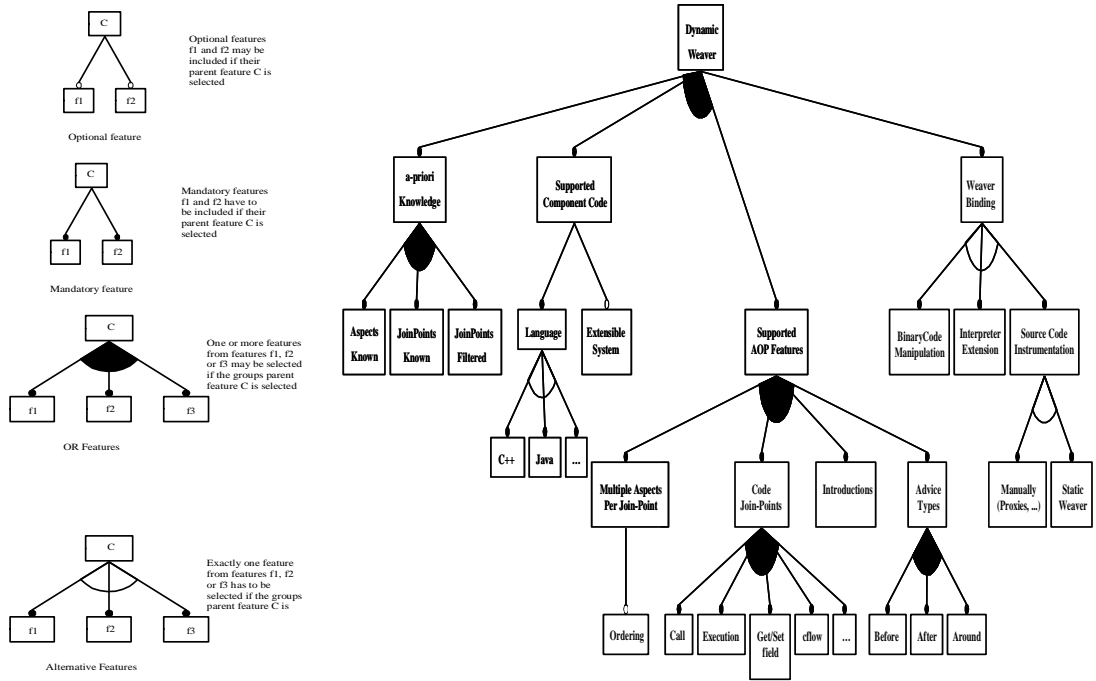 C
f1
f2
Optional features
f1 and f2 may be
included if their
parent feature C is
selected
Optional feature
C
f1
f2
Mandatory features
f1 and f2 have to
be included if their
parent feature C is
selected
Mandatory feature
C
f1
f2
f3
One or more features
from features f1, f2
or f3 may be selected
if the groups parent
feature C is selected
OR Features
C
f1
f2
f3
Exactly one feature
from features f1, f2
or f3 has to be
selected if the groups
parent feature C is
Alternative Features
Dynamic
Weaver
a-priori
Knowledge
Supported
Component Code
Weaver
Binding
Aspects
Known
JoinPoints
Known
JoinPoints
Filtered
Language
Extensible
System
Supported
AOP Features
BinaryCode
Manipulation
Interpreter
Extension
Source Code
Instrumentation
C++
Java
...
Multiple Aspects
Per Join-Point
Code
Join-Points
Introductions
Advice
Types
Manually
(Proxies, ...)
Static
Weaver
Ordering
Call
Execution
Get/Set
field
cflow
...
Before
After
Around